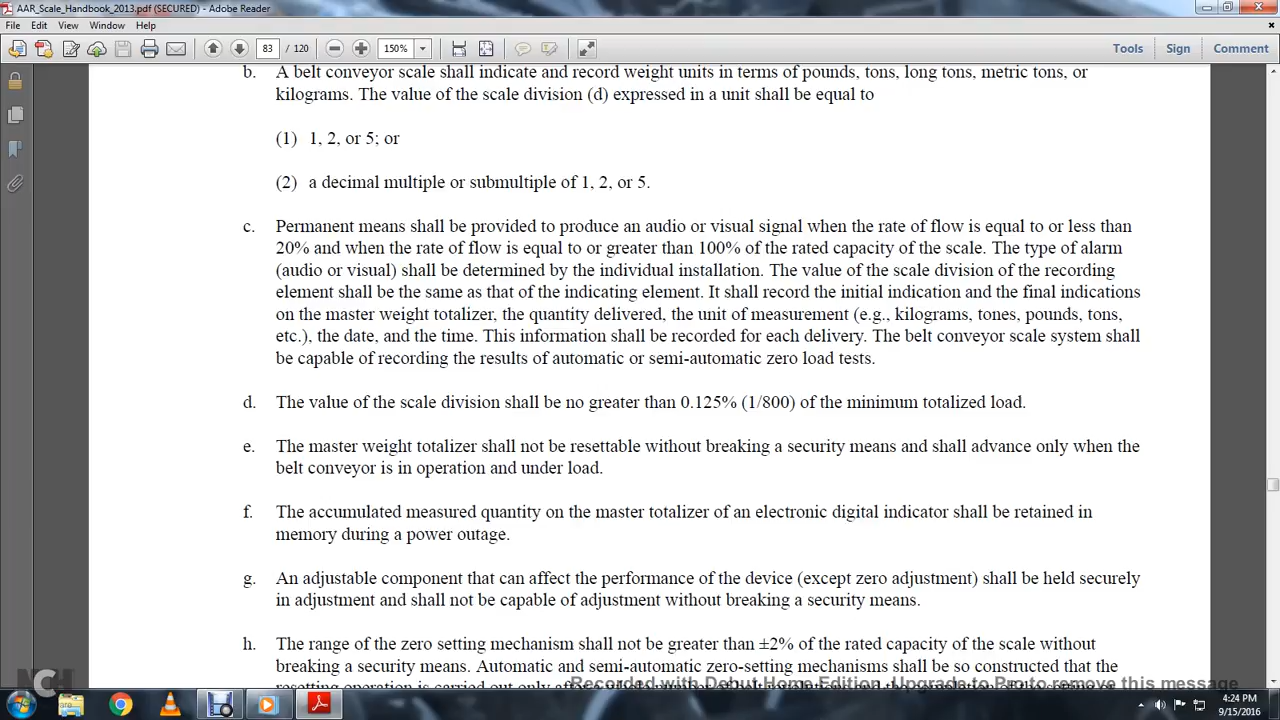 AAR_Scale_Handbook_2013.pdf (SECURED) - Adobe Reader
File Edit View Window Help
83 / 120 150% Tools Sign Comment
b. A belt conveyor scale shall indicate and record weight units in terms of pounds, tons, long tons, metric tons, or
kilograms. The value of the scale division (d) expressed in a unit shall be equal to
(1) 1, 2, or 5; or
(2) a decimal multiple or submultiple of 1, 2, or 5.
c. Permanent means shall be provided to produce an audio or visual signal when the rate of flow is equal to or less than
20% and when the rate of flow is equal to or greater than 100% of the rated capacity of the scale. The type of alarm
(audio or visual) shall be determined by the individual installation. The value of the scale division of the recording
element shall be the same as that of the indicating element. It shall record the initial indication and the final indications
on the master weight totalizer, the quantity delivered, the unit of measurement (e.g., kilograms, tones, pounds, tons,
etc.), the date, and the time. This information shall be recorded for each delivery. The belt conveyor scale system shall
be capable of recording the results of automatic or semi-automatic zero load tests.
d. The value of the scale division shall be no greater than 0.125% (1/800) of the minimum totalized load.
e. The master weight totalizer shall not be resettable without breaking a security means and shall advance only when the
belt conveyor is in operation and under load.
f. The accumulated measured quantity on the master totalizer of an electronic digital indicator shall be retained in
memory during a power outage.
g. An adjustable component that can affect the performance of the device (except zero adjustment) shall be held securely
in adjustment and shall not be capable of adjustment without breaking a security means.
h. The range of the zero setting mechanism shall not be greater than ±2% of the rated capacity of the scale without
breaking a security means. Automatic and semi-automatic zero-setting mechanisms shall be so constructed that the
Recorded with Debut Home Edition. Upgrade to Pro to remove this message
NCH
4:24 PM
9/15/2016